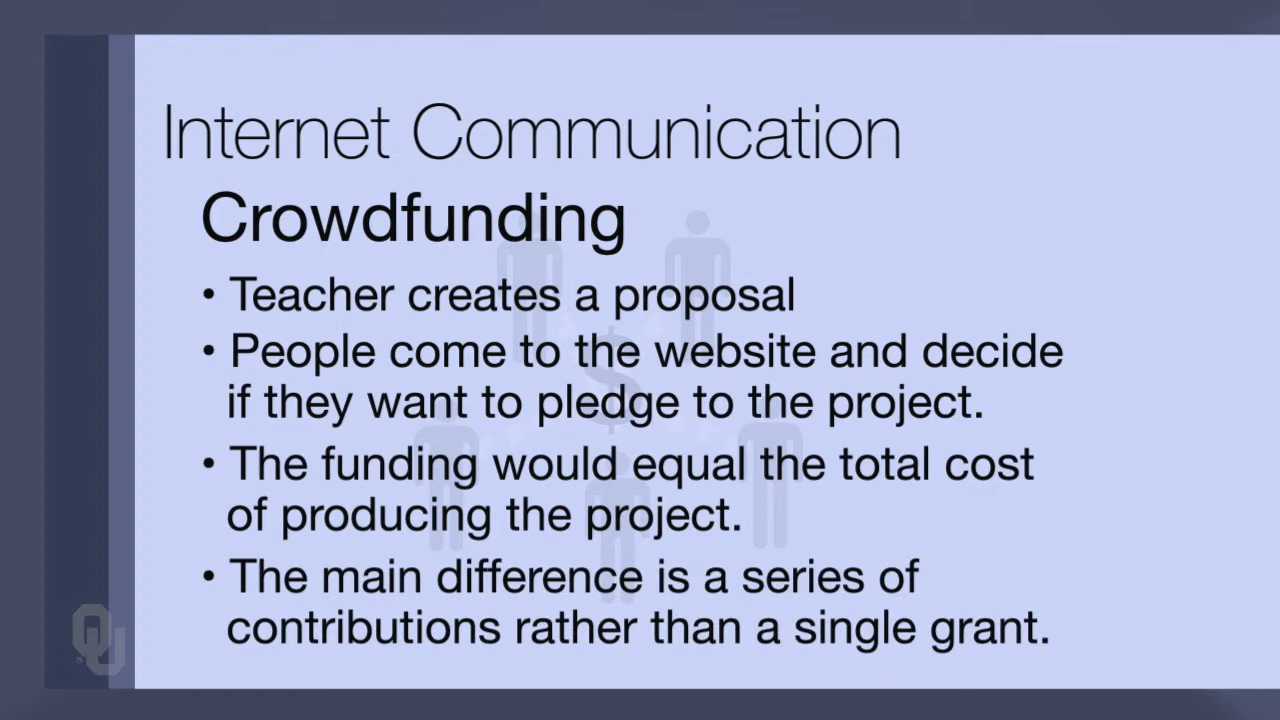 Internet Communication
Crowdfunding
• Teacher creates a proposal
• People come to the website and decide
if they want to pledge to the project.
• The funding would equal the total cost
of producing the project.
• The main difference is a series of
contributions rather than a single grant.
$
OU